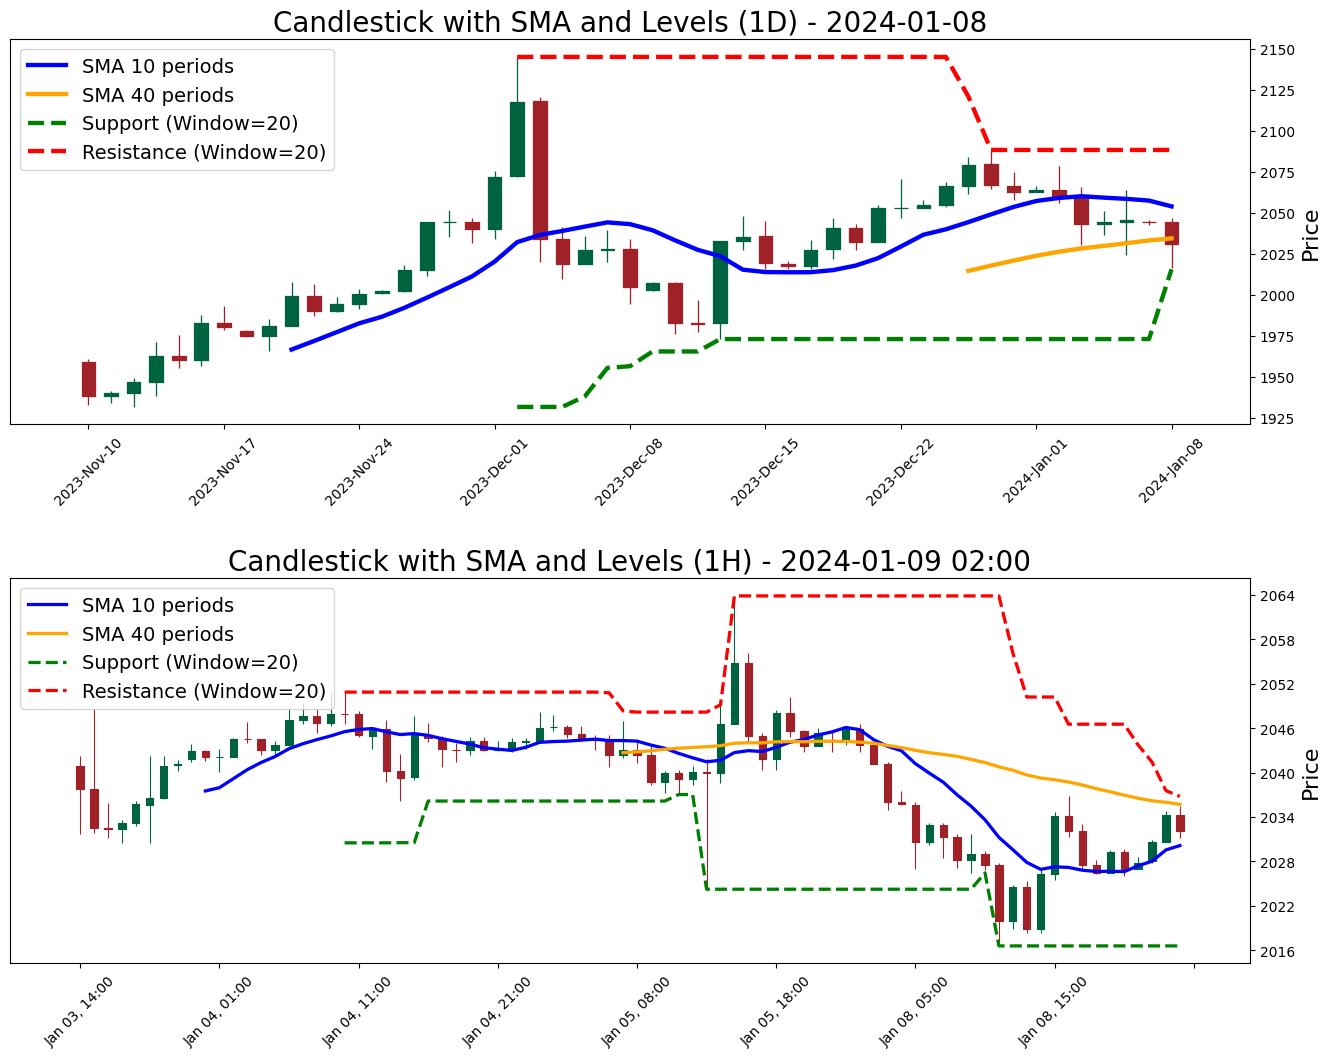 Candlestick with SMA and Levels (1D) - 2024-01-08
SMA 10 periods
SMA 40 periods
Support (Window=20)
Resistance (Window=20)
2150
2125
2100
2075
2050
2025
2000
1975
1950
1925
Price
2023-Nov-10
2023-Nov-17
2023-Nov-24
2023-Dec-01
2023-Dec-08
2023-Dec-15
2023-Dec-22
2024-Jan-01
2024-Jan-08
Candlestick with SMA and Levels (1H) - 2024-01-09 02:00
SMA 10 periods
SMA 40 periods
Support (Window=20)
Resistance (Window=20)
2064
2058
2052
2046
2040
2034
2028
2022
2016
Price
Jan 03, 14:00
Jan 04, 01:00
Jan 04, 11:00
Jan 04, 21:00
Jan 05, 08:00
Jan 05, 18:00
Jan 08, 05:00
Jan 08, 15:00